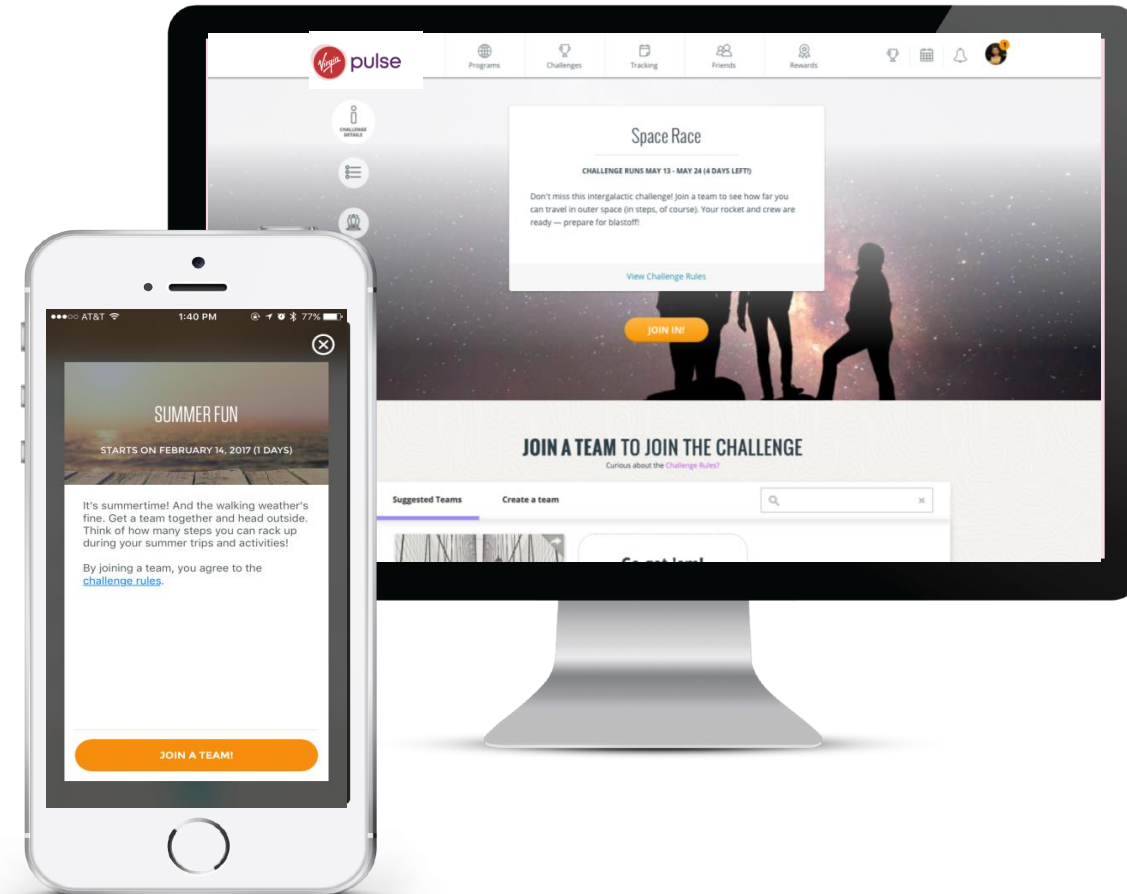 Virgin pulse
Programs
Challenges
Tracking
Friends
Rewards
1
CHALLENGE
DETAILS
Space Race
CHALLENGE RUNS MAY 13 - MAY 24 (4 DAYS LEFT!)
Don't miss this intergalactic challenge! Join a team to see how far you
can travel in outer space (in steps, of course). Your rocket and crew are
ready — prepare for blastoff!
View Challenge Rules
JOIN IN!
JOIN A TEAM TO JOIN THE CHALLENGE
Curious about the Challenge Rules?
Suggested Teams
Create a team
AT&T
1:40 PM
77%
SUMMER FUN
STARTS ON FEBRUARY 14, 2017 (1 DAYS)
It's summertime! And the walking weather's
fine. Get a team together and head outside.
Think of how many steps you can rack up
during your summer trips and activities!
By joining a team, you agree to the
challenge rules.
JOIN A TEAM!